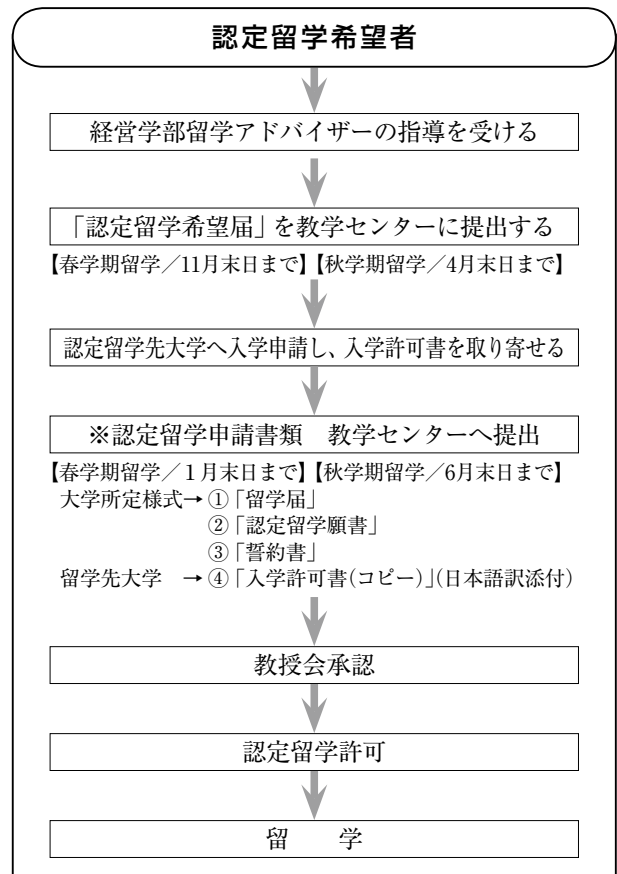 認定留学希望者
経営学部留学アドバイザーの指導を受ける
「認定留学希望届」を教学センターに提出する
【春学期留学／11月末日まで】【秋学期留学／4月末日まで】
認定留学先大学へ入学申請し、入学許可書を取り寄せる
※認定留学申請書類　教学センターへ提出
【春学期留学／１月末日まで】【秋学期留学／6月末日まで】
大学所定様式→①「留学届」
②「認定留学願書」
③「誓約書」
留学先大学　→④「入学許可書(コピー)」(日本語訳添付)
教授会承認
認定留学許可
留　　学